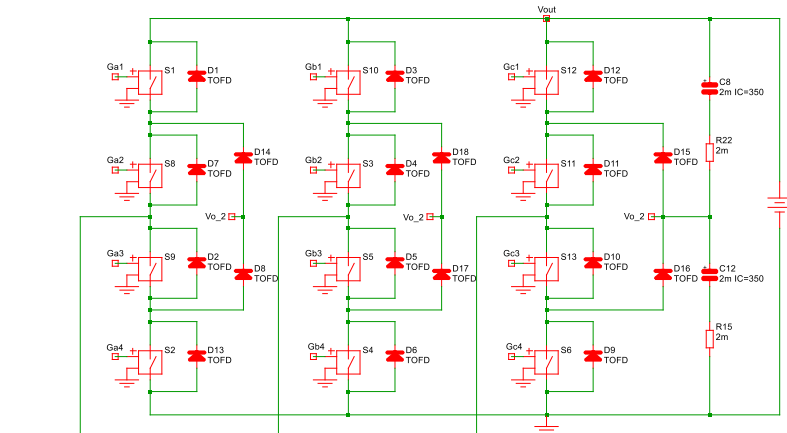 Vout
Ga1
S1
D1
TOFD
Gb1
S10
D3
TOFD
Gc1
S12
D12
TOFD
C8
2m IC=350
R22
2m
Ga2
S8
D7
TOFD
D14
TOFD
Gb2
S3
D4
TOFD
D18
TOFD
Gc2
S11
D11
TOFD
D15
TOFD
Vo_2
Vo_2
Vo_2
Ga3
S9
D2
TOFD
D8
TOFD
Gb3
S5
D5
TOFD
D17
TOFD
Gc3
S13
D10
TOFD
D16
TOFD
C12
2m IC=350
R15
2m
Ga4
S2
D13
TOFD
Gb4
S4
D6
TOFD
Gc4
S6
D9
TOFD